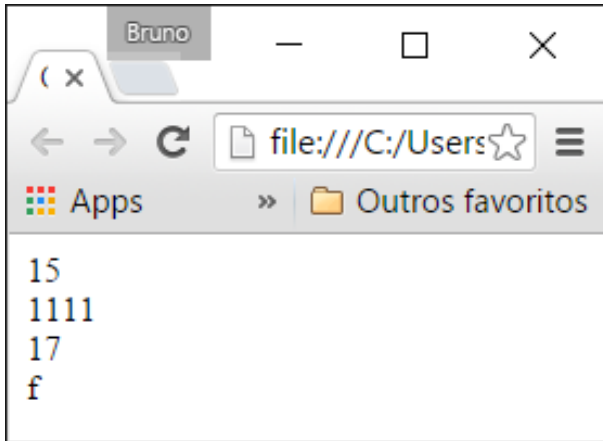 Bruno
(
file:///C:/Users
Apps » Outros favoritos
15
1111
17
f